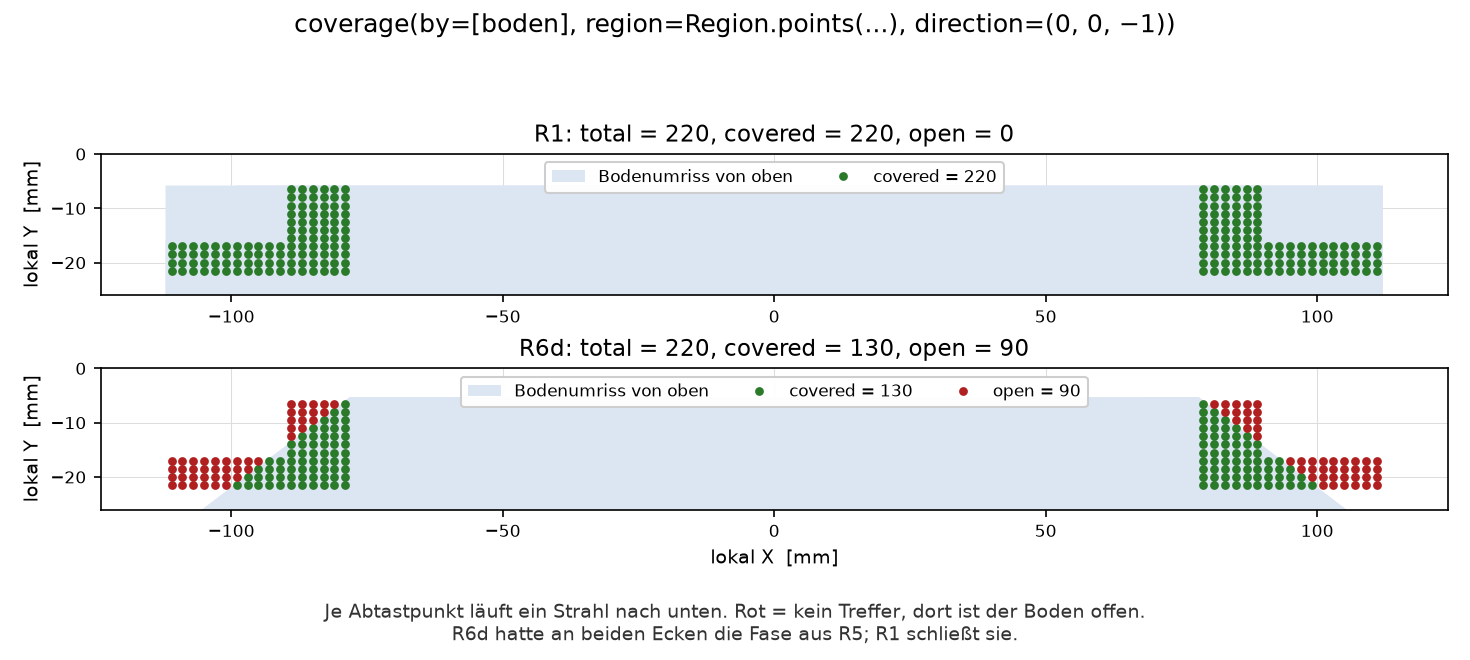 coverage(by=[boden], region=Region.points(...), direction=(0, 0, −1))
R1: total = 220, covered = 220, open = 0
lokal Y [mm]
0
−10
−20
Bodenumriss von oben
covered = 220
−100
−50
0
50
100
R6d: total = 220, covered = 130, open = 90
lokal Y [mm]
0
−10
−20
Bodenumriss von oben
covered = 130
open = 90
−100
−50
0
50
100
lokal X [mm]
Je Abtastpunkt läuft ein Strahl nach unten. Rot = kein Treffer, dort ist der Boden offen.
R6d hatte an beiden Ecken die Fase aus R5; R1 schließt sie.